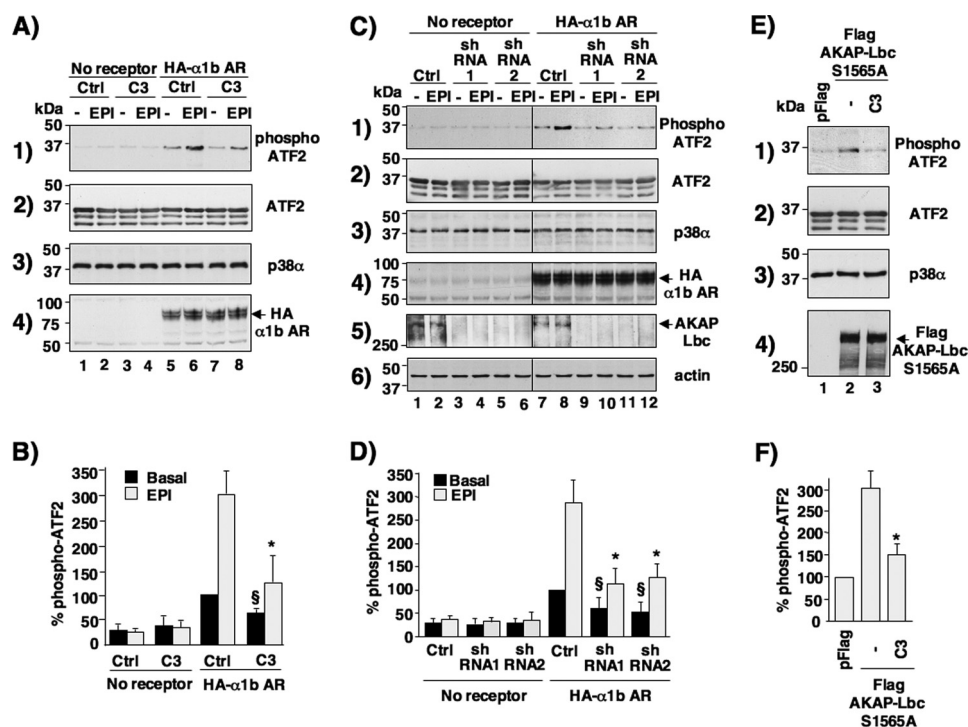 A)
No receptor HA-α1b AR
Ctrl C3 Ctrl C3
kDa - EPI - EPI - EPI - EPI
50
37
1)
phospho
ATF2
50
37
2)
ATF2
50
37
3)
p38α
100
75
50
4)
HA
α1b AR
1 2 3 4 5 6 7 8
B)
Basal
EPI
% phospho-ATF2
350
300
250
200
150
100
50
0
§
*
Ctrl C3 Ctrl C3
No receptor HA-α1b AR
C)
No receptor HA-α1b AR
sh sh sh sh
RNA RNA RNA RNA
Ctrl 1 2 Ctrl 1 2
kDa - EPI - EPI - EPI - EPI - EPI - EPI
50
37
1)
Phospho
ATF2
50
37
2)
ATF2
50
37
3)
p38α
100
75
50
4)
HA
α1b AR
5)
250
AKAP
Lbc
50
37
6)
actin
1 2 3 4 5 6 7 8 9 10 11 12
D)
Basal
EPI
% phospho-ATF2
350
300
250
200
150
100
50
0
§ * § *
Ctrl sh sh Ctrl sh sh
RNA1 RNA2 RNA1 RNA2
No receptor HA-α1b AR
E)
Flag
AKAP-Lbc
S1565A
kDa pFlag - C3
1)
37
Phospho
ATF2
50
37
2)
ATF2
50
37
3)
p38α
4)
250
Flag
AKAP-Lbc
S1565A
1 2 3
F)
% phospho-ATF2
300
250
200
150
100
50
0
*
pFlag - C3
Flag
AKAP-Lbc
S1565A